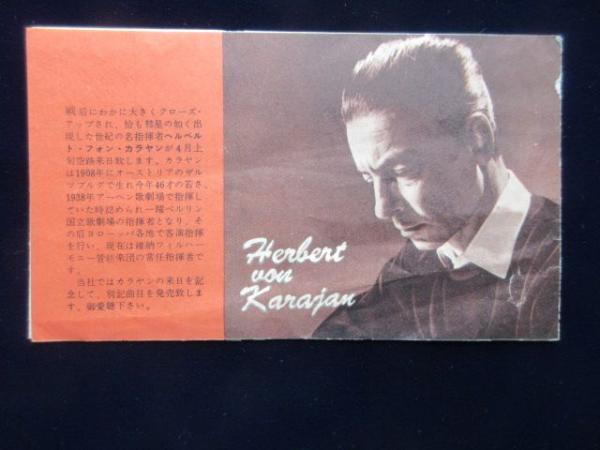 戦后にわかに大きくクローズ・
アップされ、恰も彗星の如く出
現した世紀の名指揮者ヘルベル
ト・フォン・カラヤンが4月上
旬空路来日致します。カラヤン
は1908年にオーストリアのザル
ツブルグで生れ今年46才の若さ、
1938年アーヘン歌劇場で指揮し
ていた時認められ一躍ベルリン
国立歌劇場の指揮者となり、そ
の后ヨーロッパ各地で客演指揮
を行い、現在は維納フィルハー
モニー管絃楽団の常任指揮者で
す。
当社ではカラヤンの来日を記
念して、別記曲目を発売致しま
す、御愛聴下さい。
Herbert
von
Karajan